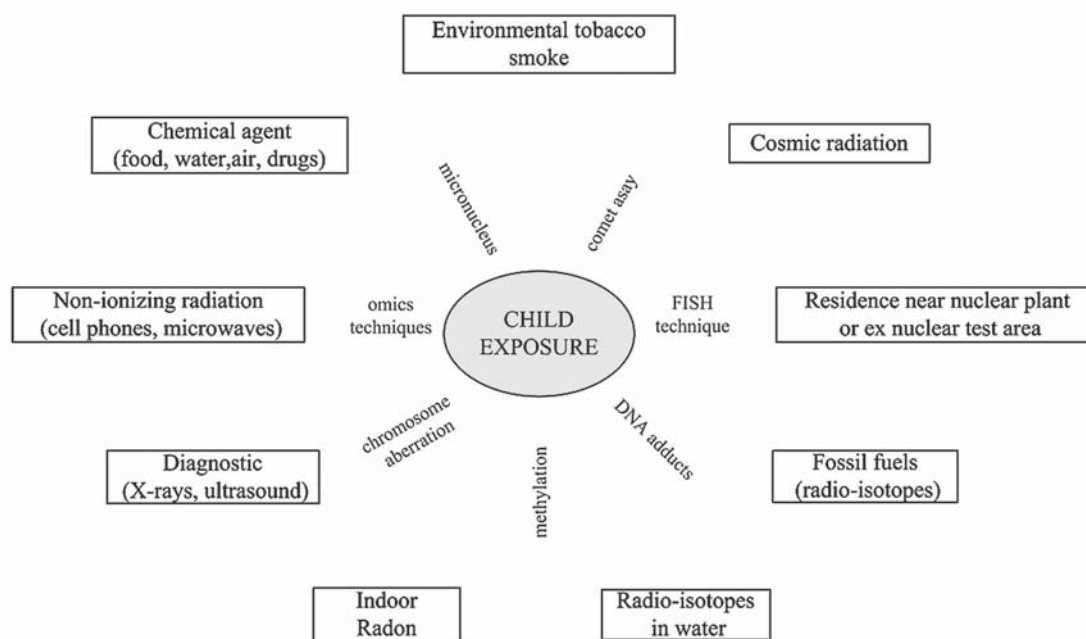 Environmental tobacco
smoke
Chemical agent
(food, water,air, drugs)
Cosmic radiation
micronucleus
comet asay
Non-ionizing radiation
(cell phones, microwaves)
omics
techniques
CHILD
EXPOSURE
FISH
technique
Residence near nuclear plant
or ex nuclear test area
chromosome
aberration
DNA adducts
methylation
Diagnostic
(X-rays, ultrasound)
Fossil fuels
(radio-isotopes)
Indoor
Radon
Radio-isotopes
in water